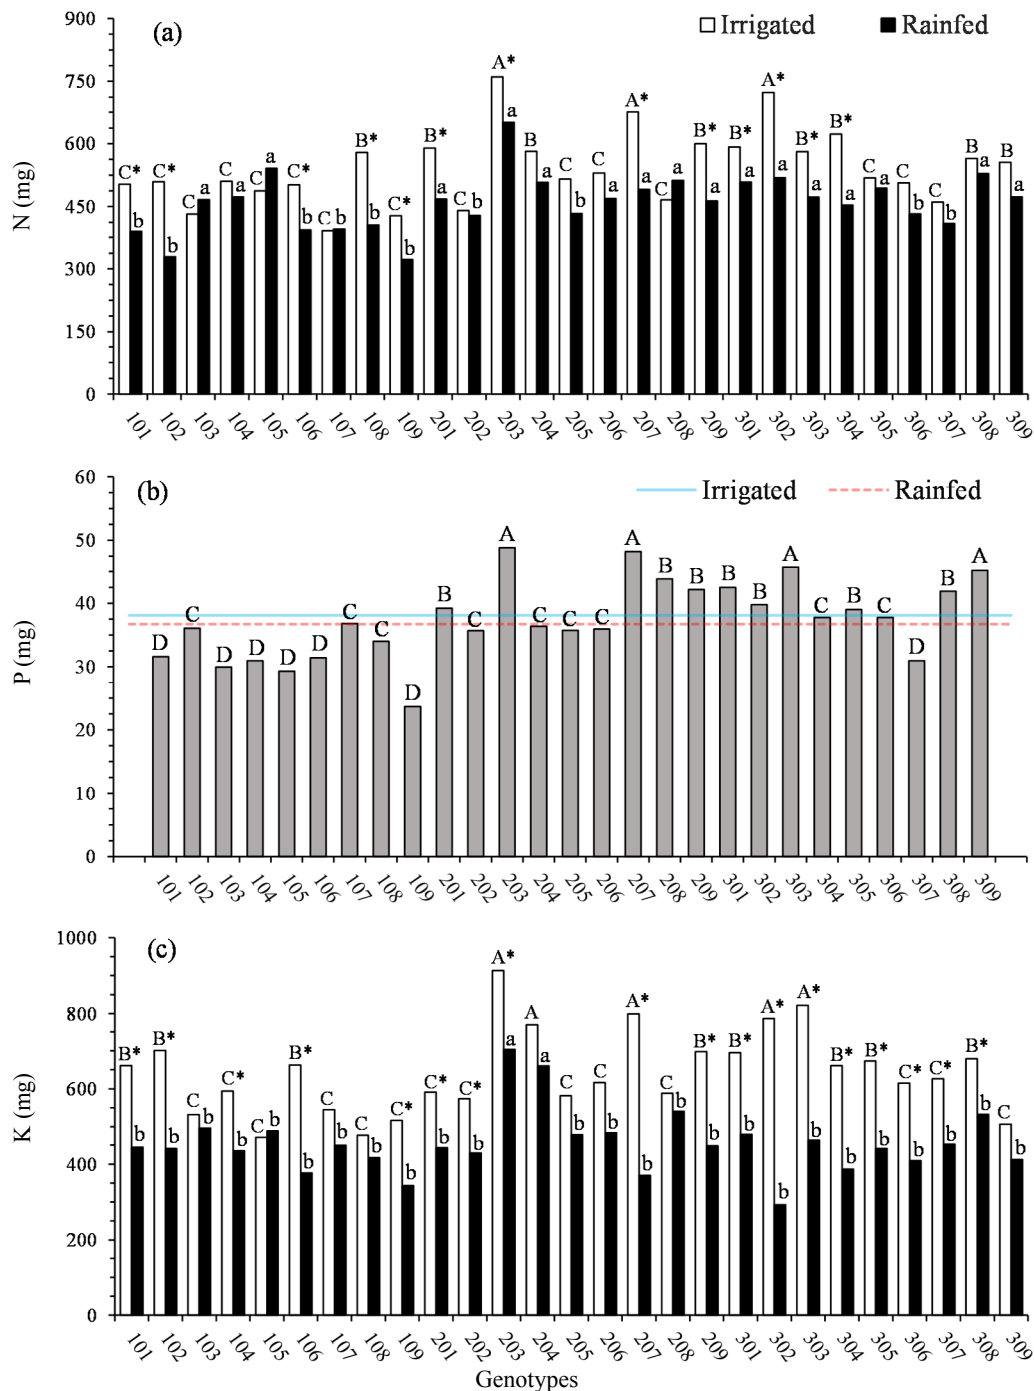 (a)
Irrigated Rainfed
N (mg)
900
750
600
450
300
150
0
C* b C* b C a C a C a C* b C b B* b C* b B* a C b A* a B a C b C a A* a C a B* a B* a A* a B* a B* a C a C b C b B a B a
101 102 103 104 105 106 107 108 109 201 202 203 204 205 206 207 208 209 301 302 303 304 305 306 307 308 309
(b)
Irrigated Rainfed
P (mg)
60
50
40
30
20
10
0
D C D D D D C C D B C A C C C A B B B B A C B C D B A
101 102 103 104 105 106 107 108 109 201 202 203 204 205 206 207 208 209 301 302 303 304 305 306 307 308 309
(c)
K (mg)
1000
800
600
400
200
0
B* b B* b C b C* b C b B* b C b C b C* b C* b C* b A* a A a C b C b A* b C b B* b B* b A* b A* b B* b B* b C* b C* b B* b C b
101 102 103 104 105 106 107 108 109 201 202 203 204 205 206 207 208 209 301 302 303 304 305 306 307 308 309
Genotypes